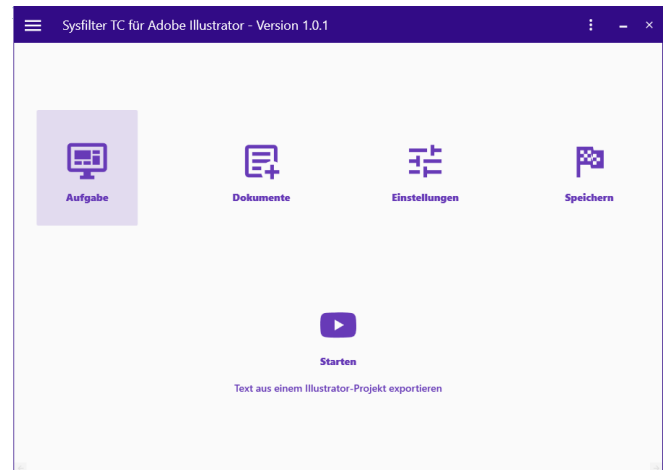 Sysfilter TC für Adobe Illustrator - Version 1.0.1
Aufgabe
Dokumente
Einstellungen
Speichern
Starten
Text aus einem Illustrator-Projekt exportieren